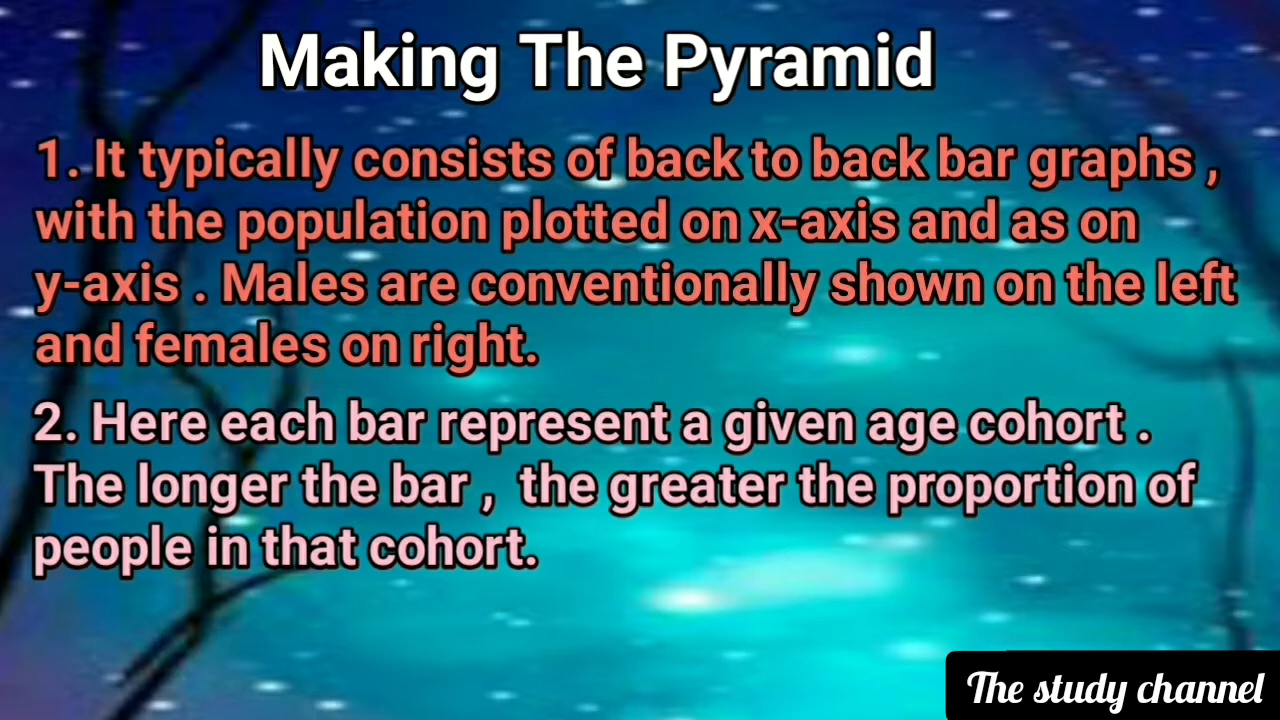 Making The Pyramid
1. It typically consists of back to back bar graphs ,
with the population plotted on x-axis and as on
y-axis . Males are conventionally shown on the left
and females on right.
2. Here each bar represent a given age cohort .
The longer the bar ,  the greater the proportion of
people in that cohort.
The study channel